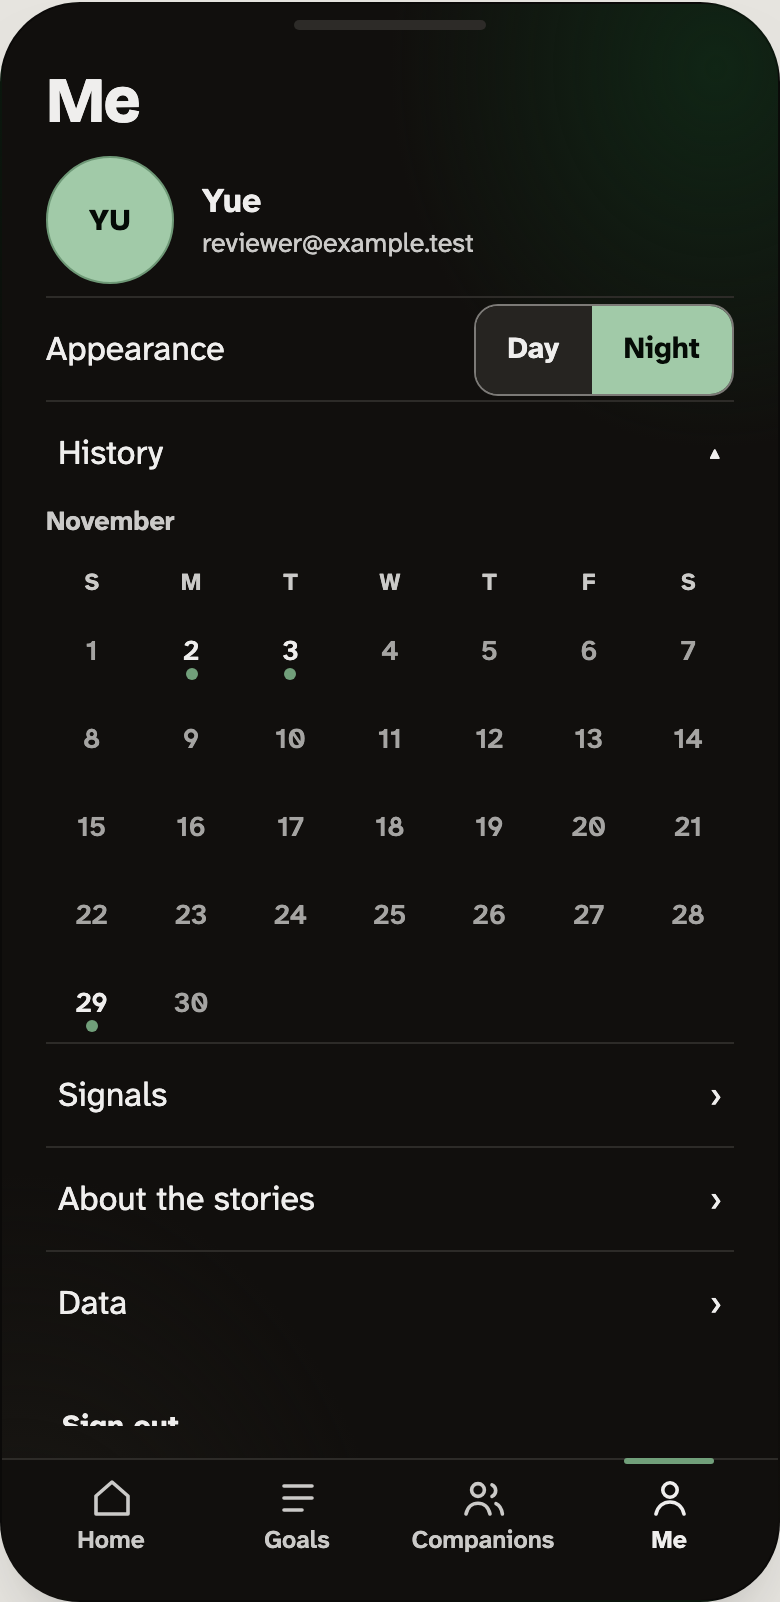 Me
YU
Yue
reviewer@example.test
Appearance
Day Night
History
November
S M T W T F S
1 2 3 4 5 6 7
8 9 10 11 12 13 14
15 16 17 18 19 20 21
22 23 24 25 26 27 28
29 30
Signals
About the stories
Data
Sign out
Home Goals Companions Me